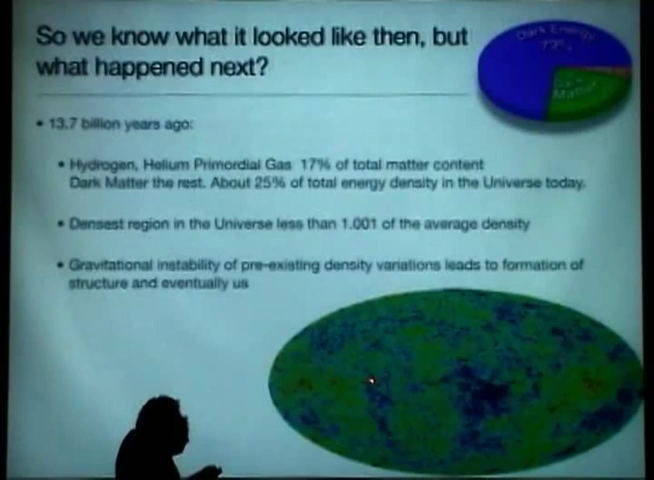 So we know what it looked like then, but
what happened next?
Dark Energy
73%
Dark
Matter
• 13.7 billion years ago:
• Hydrogen, Helium Primordial Gas 17% of total matter content
Dark Matter the rest. About 25% of total energy density in the Universe today.
• Densest region in the Universe less than 1.001 of the average density
• Gravitational instability of pre-existing density variations leads to formation of
structure and eventually us